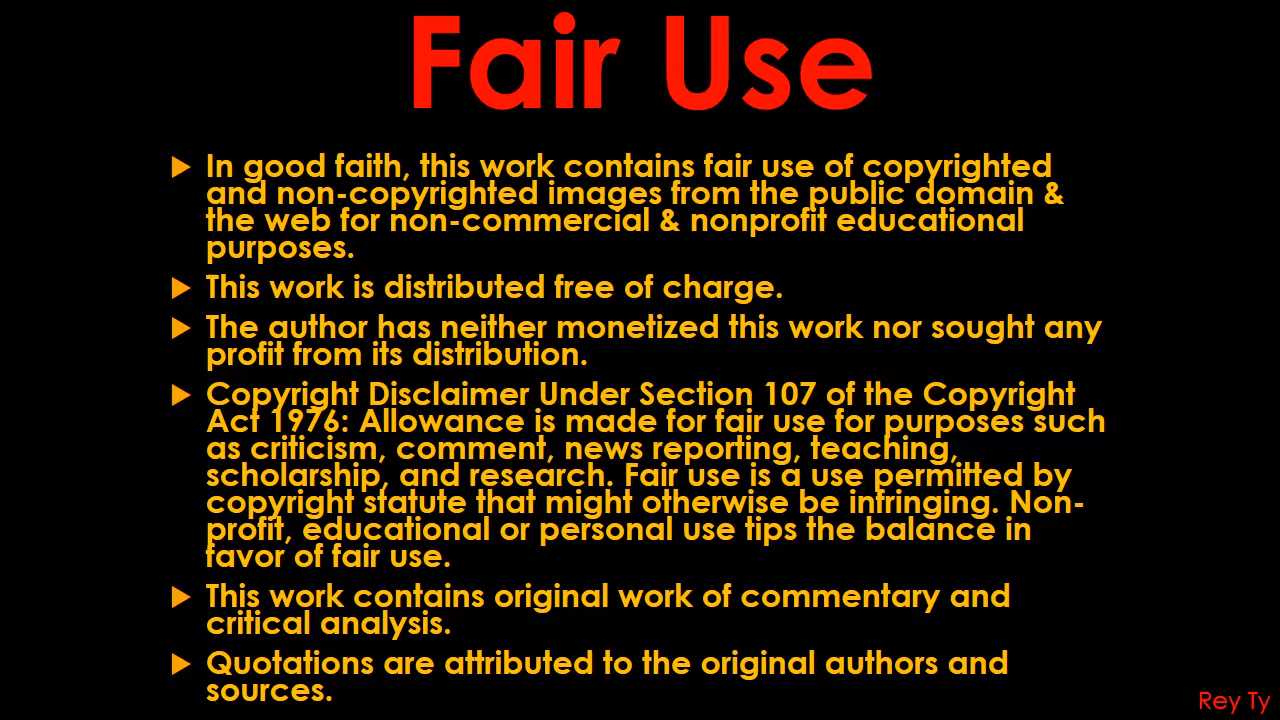 Fair Use
In good faith, this work contains fair use of copyrighted
and non-copyrighted images from the public domain &
the web for non-commercial & nonprofit educational
purposes.
This work is distributed free of charge.
The author has neither monetized this work nor sought any
profit from its distribution.
Copyright Disclaimer Under Section 107 of the Copyright
Act 1976: Allowance is made for fair use for purposes such
as criticism, comment, news reporting, teaching,
scholarship, and research. Fair use is a use permitted by
copyright statute that might otherwise be infringing. Non-
profit, educational or personal use tips the balance in
favor of fair use.
This work contains original work of commentary and
critical analysis.
Quotations are attributed to the original authors and
sources.
Rey Ty